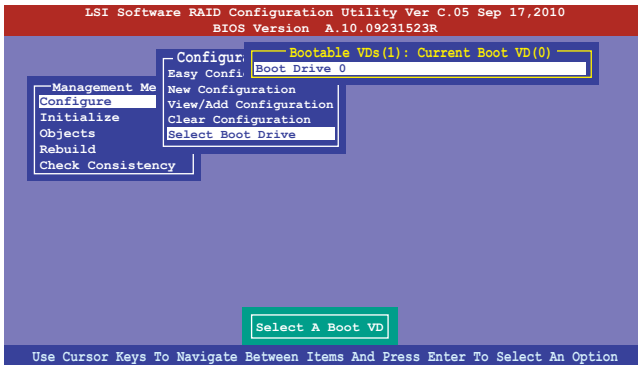 LSI Software RAID Configuration Utility Ver C.05 Sep 17,2010
BIOS Version A.10.09231523R
Bootable VDs(1): Current Boot VD(0)
Boot Drive 0
Configur
Easy Confi
New Configuration
View/Add Configuration
Clear Configuration
Select Boot Drive
Management Me
Configure
Initialize
Objects
Rebuild
Check Consistency
Select A Boot VD
Use Cursor Keys To Navigate Between Items And Press Enter To Select An Option